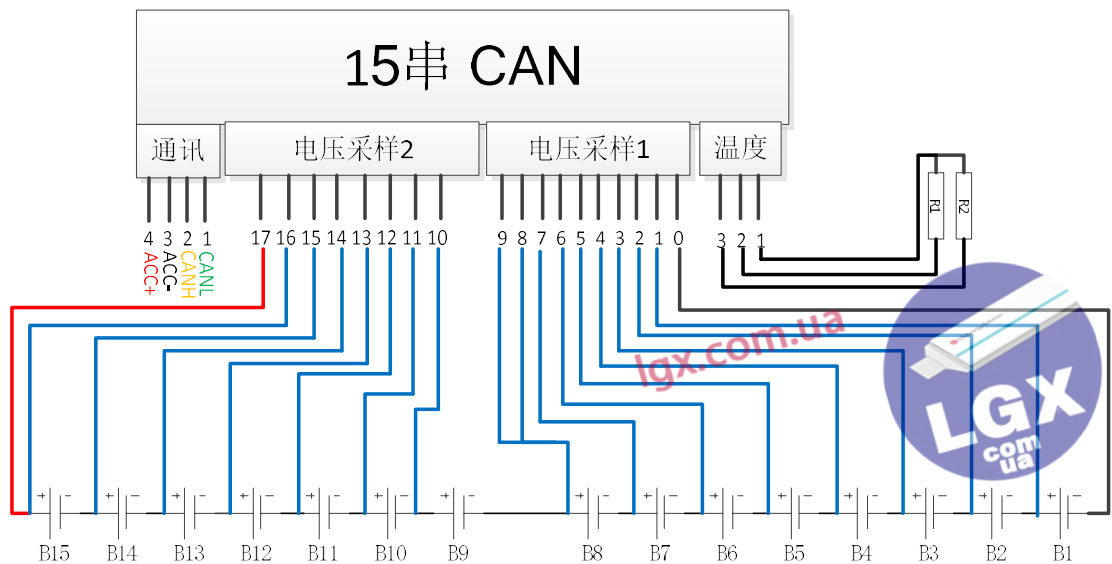 15串 CAN
通讯 电压采样2 电压采样1 温度
4 3 2 1 17 16 15 14 13 12 11 10 9 8 7 6 5 4 3 2 1 0 3 2 1
ACC+ ACC- CANH CANL
R1 R2
lgx.com.ua
LGX
com
ua
+ - + - + - + - + - + - + - + - + - + - + - + - + - + - + -
B15 B14 B13 B12 B11 B10 B9 B8 B7 B6 B5 B4 B3 B2 B1